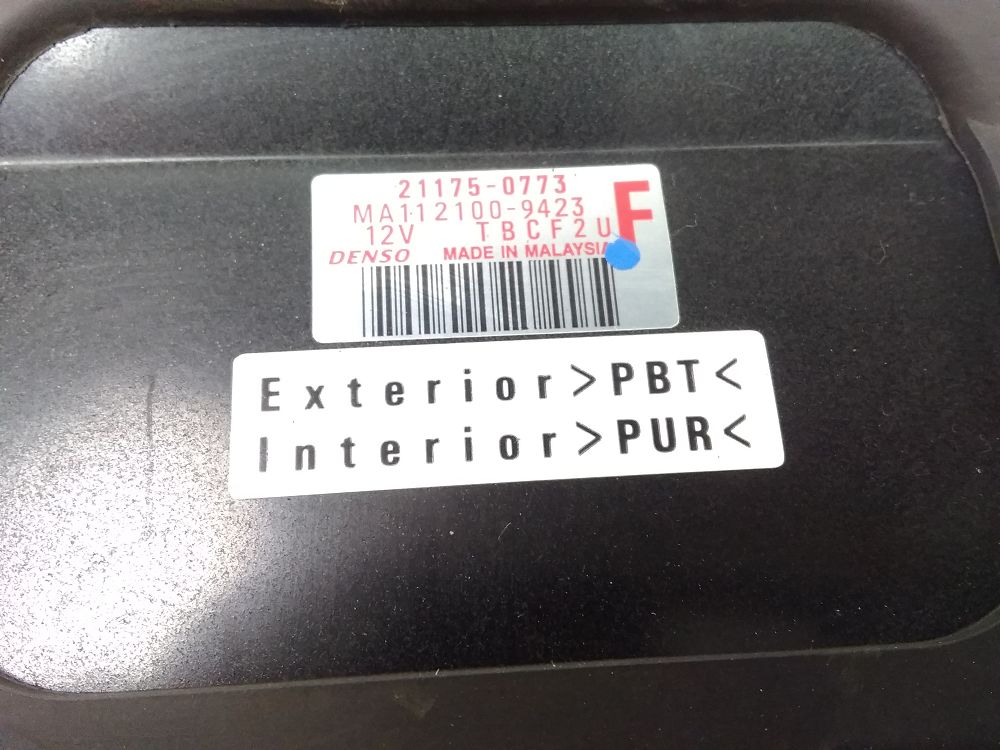 21175-0773
MA112100-9423
12V TBCF2U
F
DENSO MADE IN MALAYSIA
Exterior>PBT<
Interior>PUR<